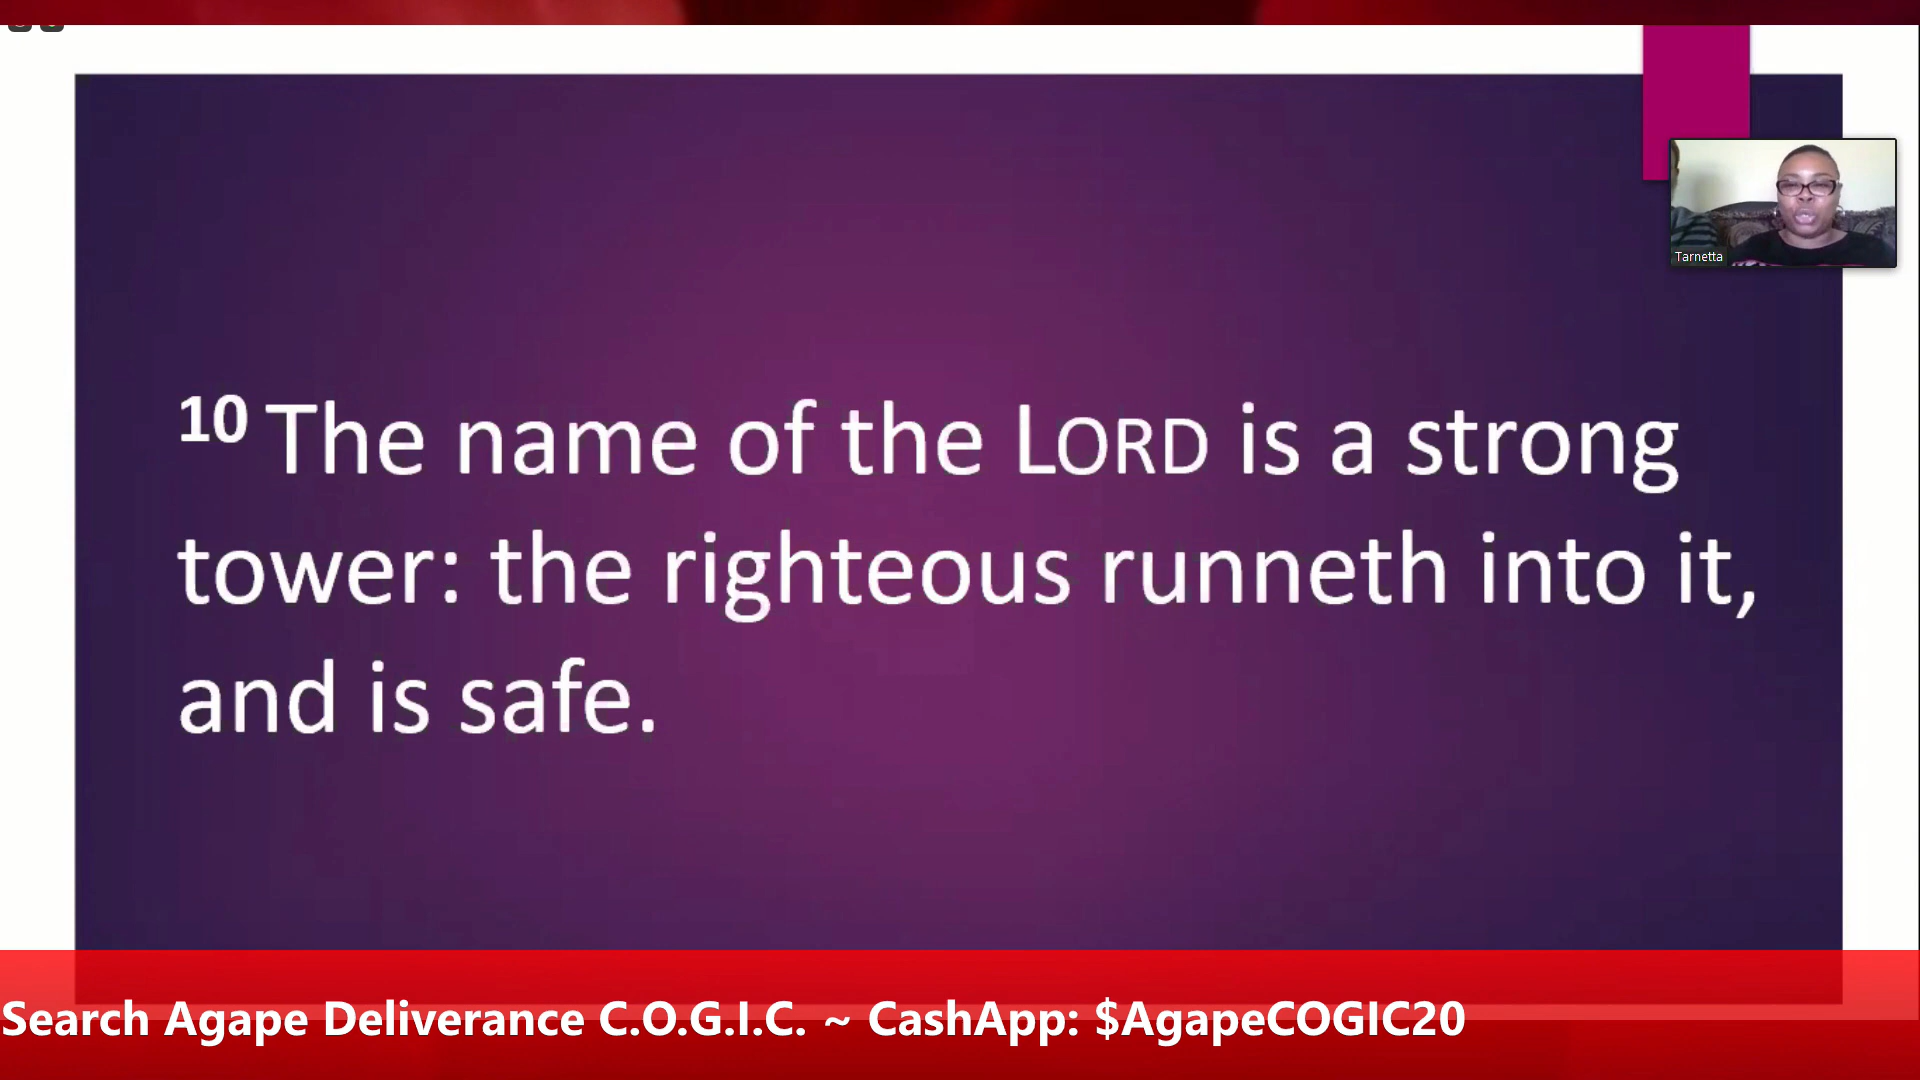 10 The name of the LORD is a strong
tower: the righteous runneth into it,
and is safe.
Tarnetta
Search Agape Deliverance C.O.G.I.C. ~ CashApp: $AgapeCOGIC20